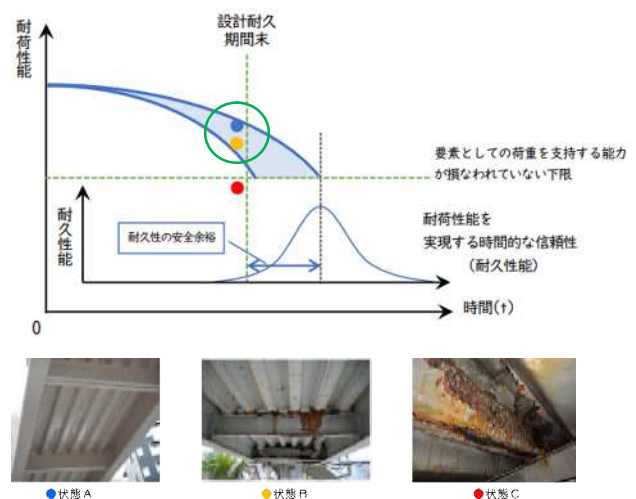 設計耐久
期間末
耐荷性能
要素としての荷重を支持する能力
が損なわれていない下限
耐久性能
耐久性の安全余裕
耐荷性能を
実現する時間的な信頼性
(耐久性能)
時間(t)
0
状態A
状態B
状態C